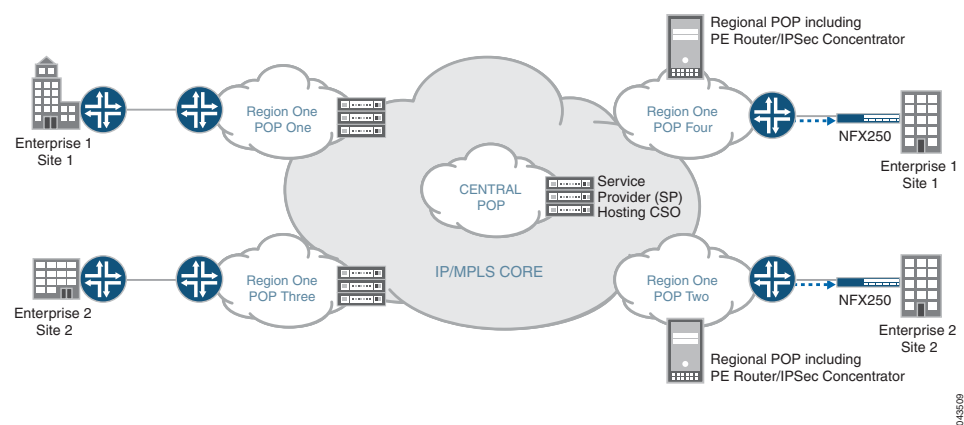 Regional POP including
PE Router/IPSec Concentrator
Region One
POP One
Region One
POP Four
NFX250
Enterprise 1
Site 1
Enterprise 1
Site 1
CENTRAL
POP
Service
Provider (SP)
Hosting CSO
IP/MPLS CORE
Region One
POP Three
Region One
POP Two
NFX250
Enterprise 2
Site 2
Enterprise 2
Site 2
Regional POP including
PE Router/IPSec Concentrator
043509